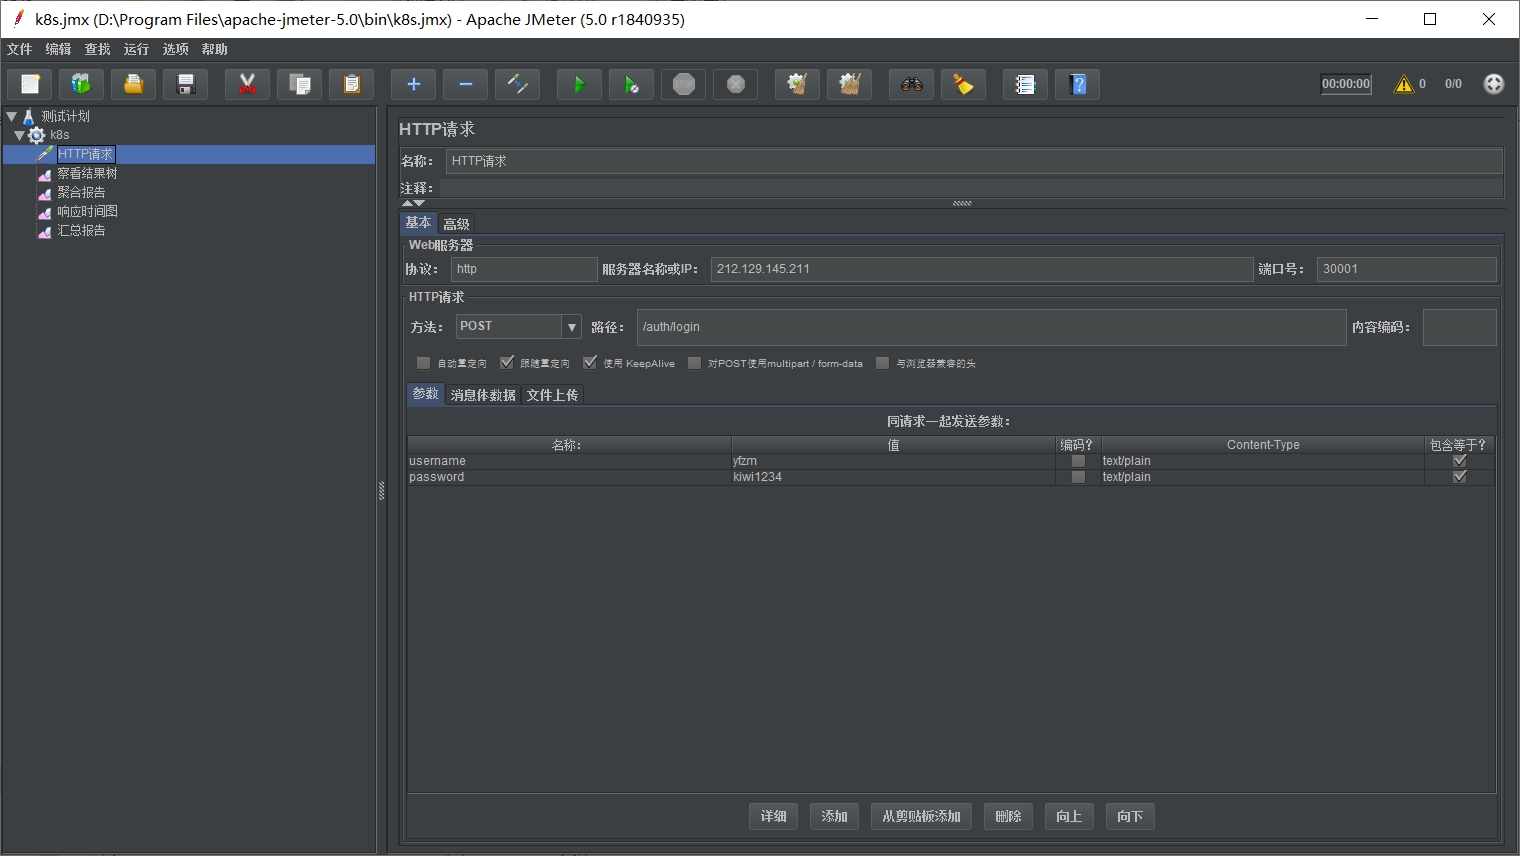 k8s.jmx (D:\Program Files\apache-jmeter-5.0\bin\k8s.jmx) - Apache JMeter (5.0 r1840935)
文件 编辑 查找 运行 选项 帮助
STOP 00:00:00 0 0/0
测试计划
k8s
HTTP请求
察看结果树
聚合报告
响应时间图
汇总报告
HTTP请求
名称: HTTP请求
注释:
基本 高级
Web服务器
协议: http 服务器名称或IP: 212.129.145.211 端口号: 30001
HTTP请求
方法: POST 路径: /auth/login 内容编码:
自动重定向 跟随重定向 使用 KeepAlive 对POST使用multipart / form-data 与浏览器兼容的头
参数 消息体数据 文件上传
同请求一起发送参数:
名称: 值 编码? Content-Type 包含等于?
username yfzm text/plain
password kiwi1234 text/plain
详细 添加 从剪贴板添加 删除 向上 向下